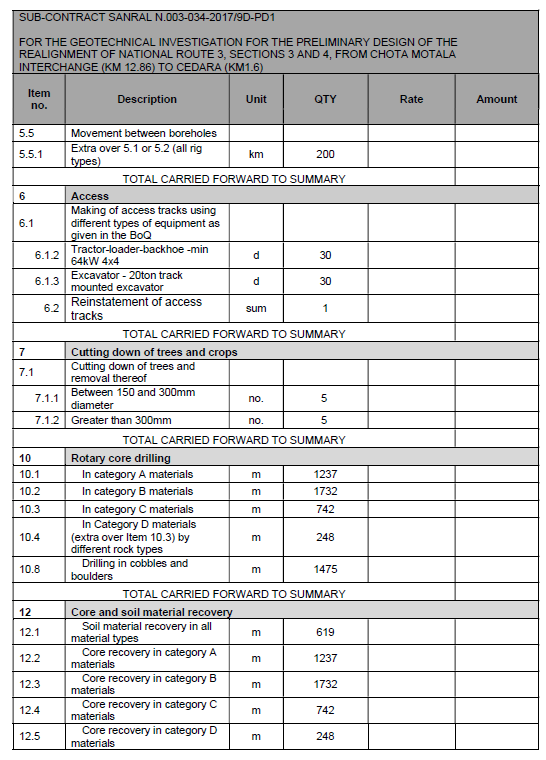 SUB-CONTRACT SANRAL N.003-034-2017/9D-PD1
FOR THE GEOTECHNICAL INVESTIGATION FOR THE PRELIMINARY DESIGN OF THE
REALIGNMENT OF NATIONAL ROUTE 3, SECTIONS 3 AND 4, FROM CHOTA MOTALA
INTERCHANGE (KM 12.86) TO CEDARA (KM1.6)
Item no. Description Unit QTY Rate Amount
5.5 Movement between boreholes
5.5.1 Extra over 5.1 or 5.2 (all rig
types) km 200
TOTAL CARRIED FORWARD TO SUMMARY
6 Access
6.1 Making of access tracks using
different types of equipment as
given in the BoQ
6.1.2 Tractor-loader-backhoe -min
64kW 4x4 d 30
6.1.3 Excavator - 20ton track
mounted excavator d 30
6.2 Reinstatement of access
tracks sum 1
TOTAL CARRIED FORWARD TO SUMMARY
7 Cutting down of trees and crops
7.1 Cutting down of trees and
removal thereof
7.1.1 Between 150 and 300mm
diameter no. 5
7.1.2 Greater than 300mm no. 5
TOTAL CARRIED FORWARD TO SUMMARY
10 Rotary core drilling
10.1 In category A materials m 1237
10.2 In category B materials m 1732
10.3 In category C materials m 742
10.4 In Category D materials
(extra over Item 10.3) by
different rock types m 248
10.8 Drilling in cobbles and
boulders m 1475
TOTAL CARRIED FORWARD TO SUMMARY
12 Core and soil material recovery
12.1 Soil material recovery in all
material types m 619
12.2 Core recovery in category A
materials m 1237
12.3 Core recovery in category B
materials m 1732
12.4 Core recovery in category C
materials m 742
12.5 Core recovery in category D
materials m 248